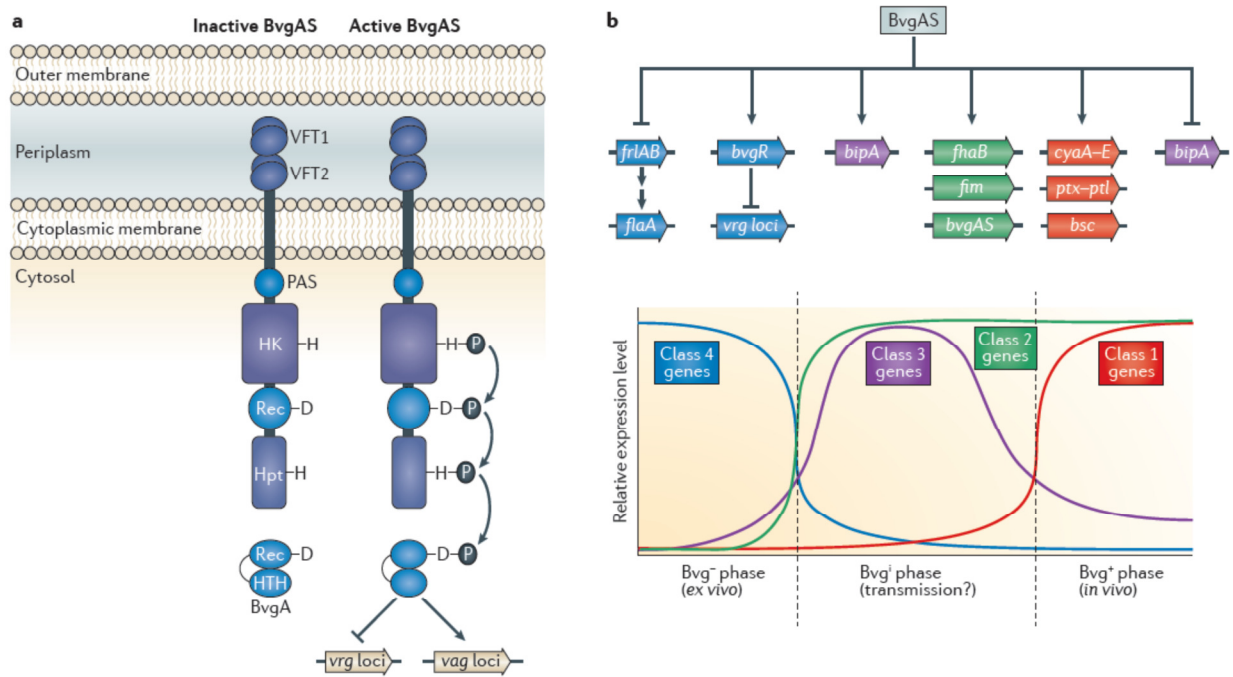 a
Inactive BvgAS
Active BvgAS
Outer membrane
Periplasm
VFT1
VFT2
Cytoplasmic membrane
Cytosol
PAS
HK
H
H
P
Rec
D
D
P
Hpt
H
H
P
Rec
D
D
P
HTH
BvgA
vrg loci
vag loci
b
BvgAS
frlAB
bvgR
bipA
fhaB
cyaA–E
bipA
fim
ptx–ptl
flaA
vrg loci
bvgAS
bsc
Relative expression level
Class 4
genes
Class 3
genes
Class 2
genes
Class 1
genes
Bvg⁻ phase
(ex vivo)
Bvgⁱ phase
(transmission?)
Bvg⁺ phase
(in vivo)